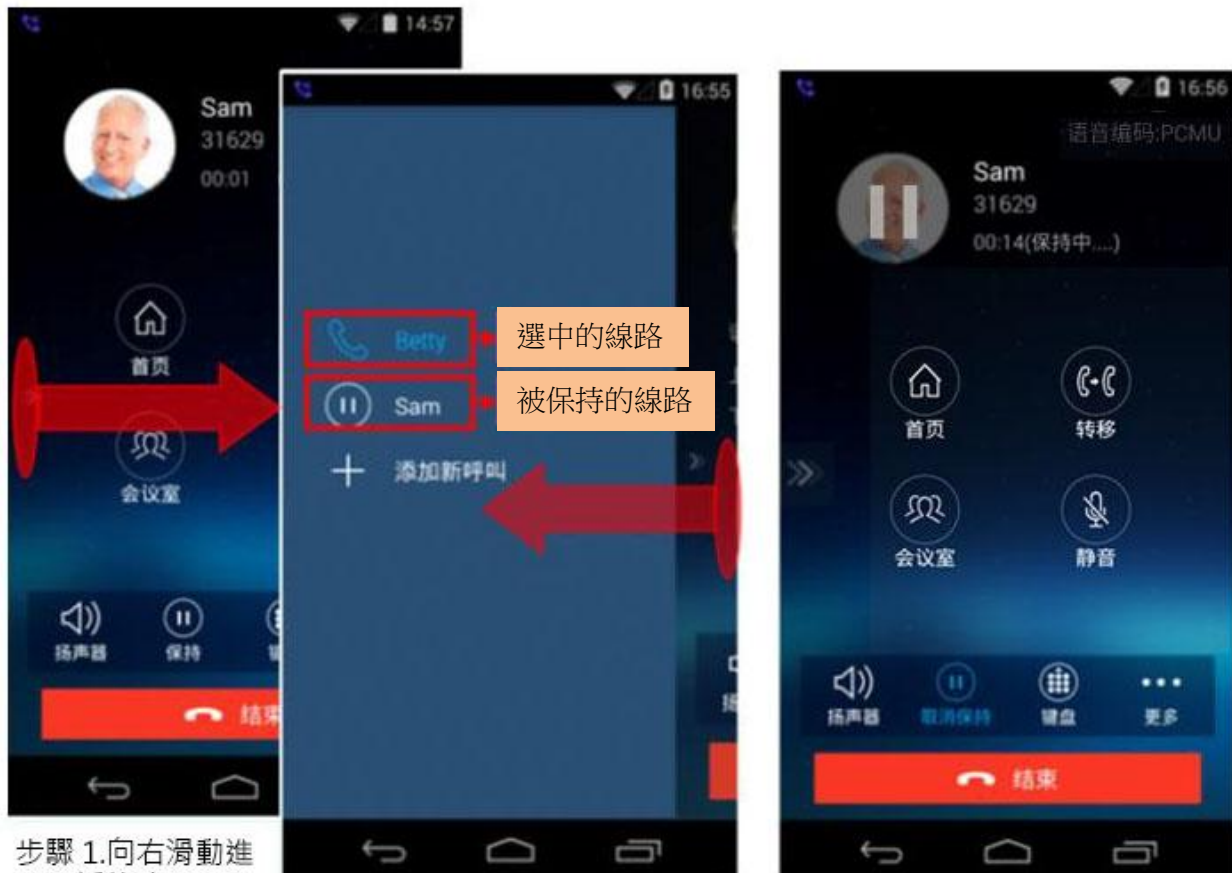 14:57
Sam
31629
00:01
首页
会议室
扬声器
保持
结束
步驟 1.向右滑動進
16:55
Betty
選中的線路
Sam
被保持的線路
添加新呼叫
16:56
语音编码:PCMU
Sam
31629
00:14(保持中....)
首页
转移
会议室
静音
扬声器
取消保持
键盘
更多
结束